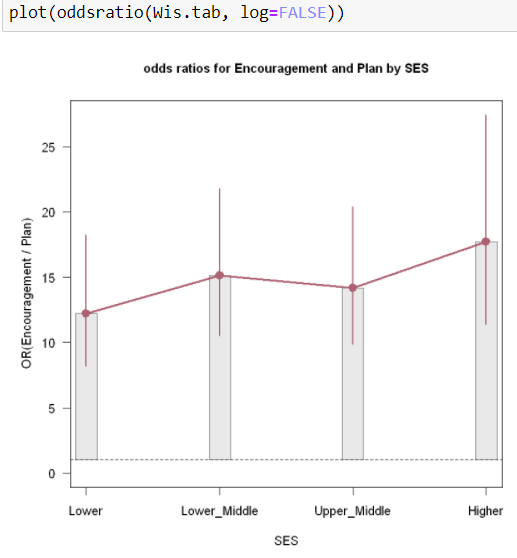 plot(oddsratio(Wis.tab, log=FALSE))
odds ratios for Encouragement and Plan by SES
OR(Encouragement / Plan)
25
20
15
10
5
0
Lower
Lower_Middle
Upper_Middle
Higher
SES